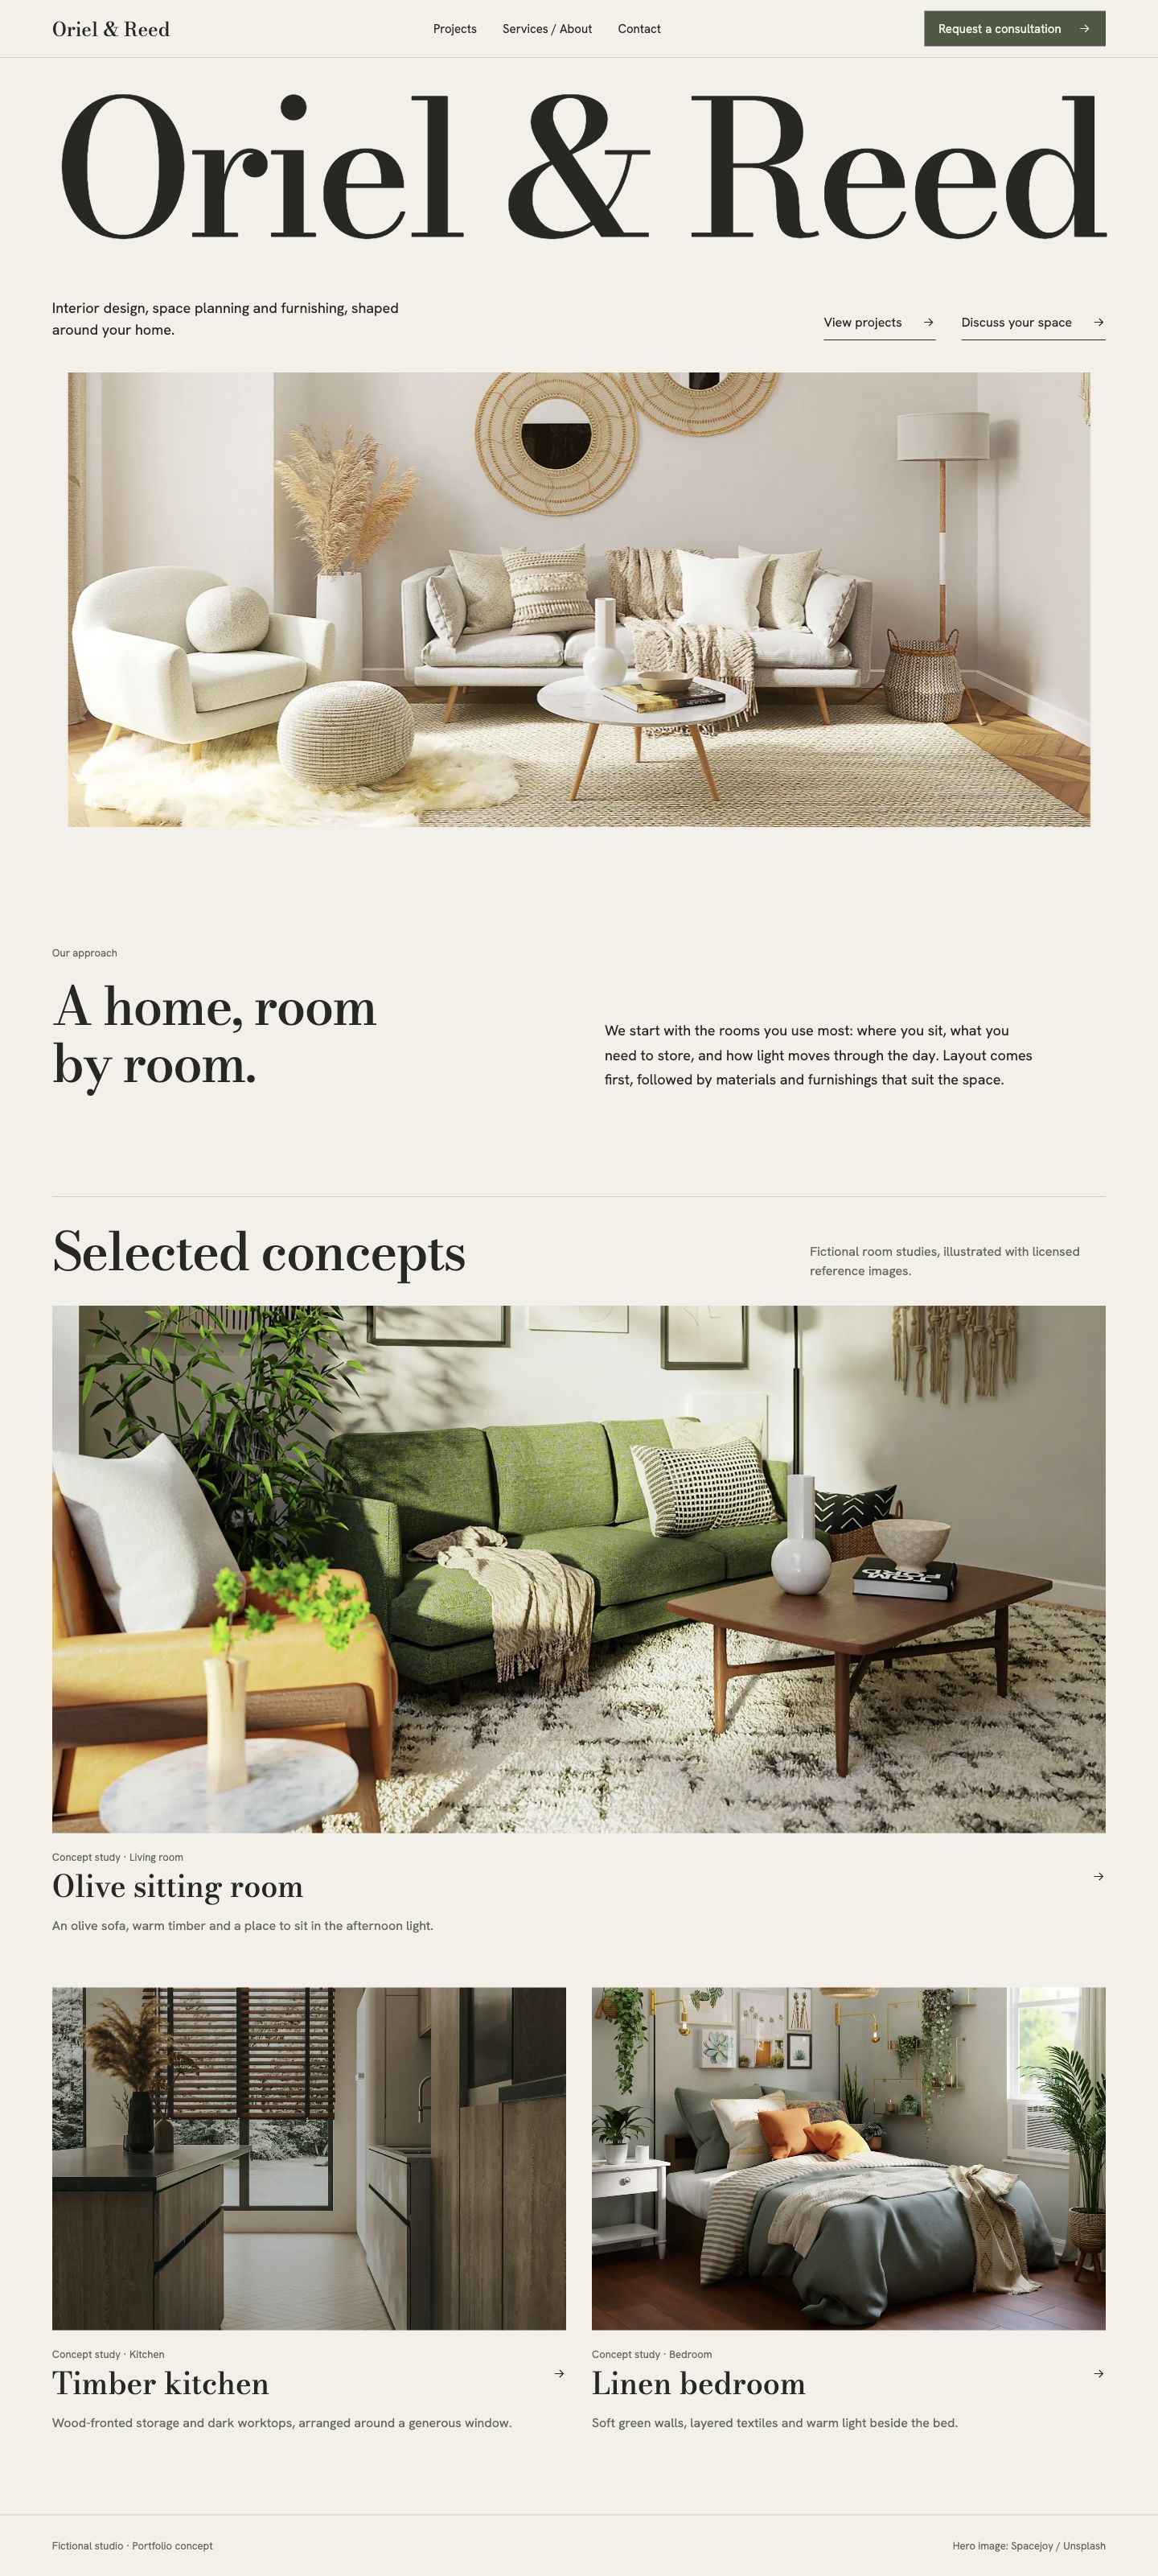 Oriel & Reed
Projects
Services / About
Contact
Request a consultation →
Oriel & Reed
Interior design, space planning and furnishing, shaped
around your home.
View projects →
Discuss your space →
Our approach
A home, room
by room.
We start with the rooms you use most: where you sit, what you
need to store, and how light moves through the day. Layout comes
first, followed by materials and furnishings that suit the space.
Selected concepts
Fictional room studies, illustrated with licensed
reference images.
Concept study · Living room
Olive sitting room →
An olive sofa, warm timber and a place to sit in the afternoon light.
Concept study · Kitchen
Timber kitchen →
Wood-fronted storage and dark worktops, arranged around a generous window.
Concept study · Bedroom
Linen bedroom →
Soft green walls, layered textiles and warm light beside the bed.
Fictional studio · Portfolio concept
Hero image: Spacejoy / Unsplash